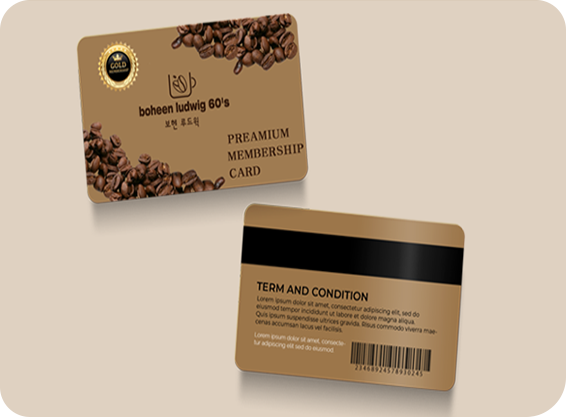 GOLD
MEMBERSHIP
boheen ludwig 60's
보헨 루드윅
PREAMIUM
MEMBERSHIP
CARD
TERM AND CONDITION
Lorem ipsum dolor sit amet, consectetur adipiscing elit, sed do
eiusmod tempor incididunt ut labore et dolore magna aliqua.
Quis ipsum suspendisse ultrices gravida. Risus commodo viverra mae-
cenas accumsan lacus vel facilisis.
Lorem ipsum dolor sit amet, consecte-
tur adipiscing elit, sed do eiusmod.
23468924578930245